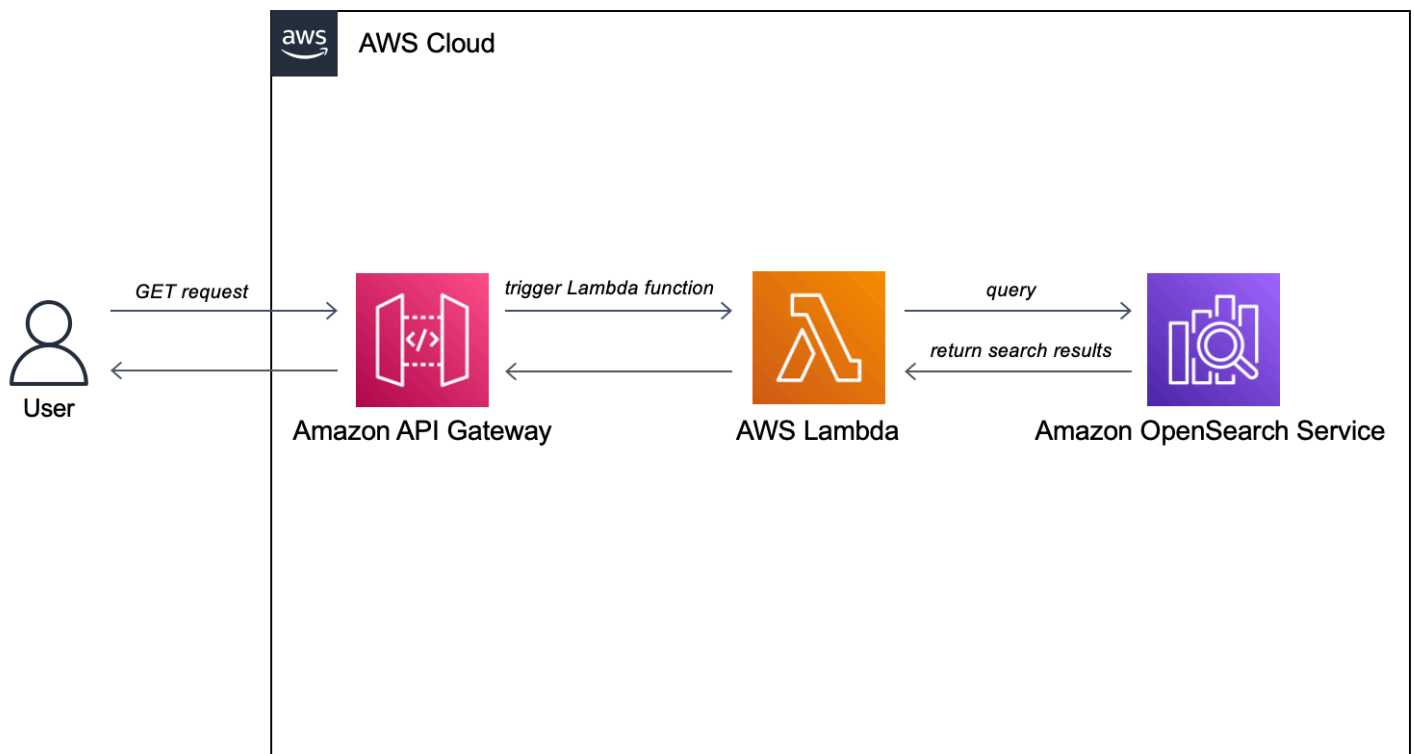 aws
AWS Cloud
GET request
trigger Lambda function
query
return search results
</>
User
Amazon API Gateway
AWS Lambda
Amazon OpenSearch Service